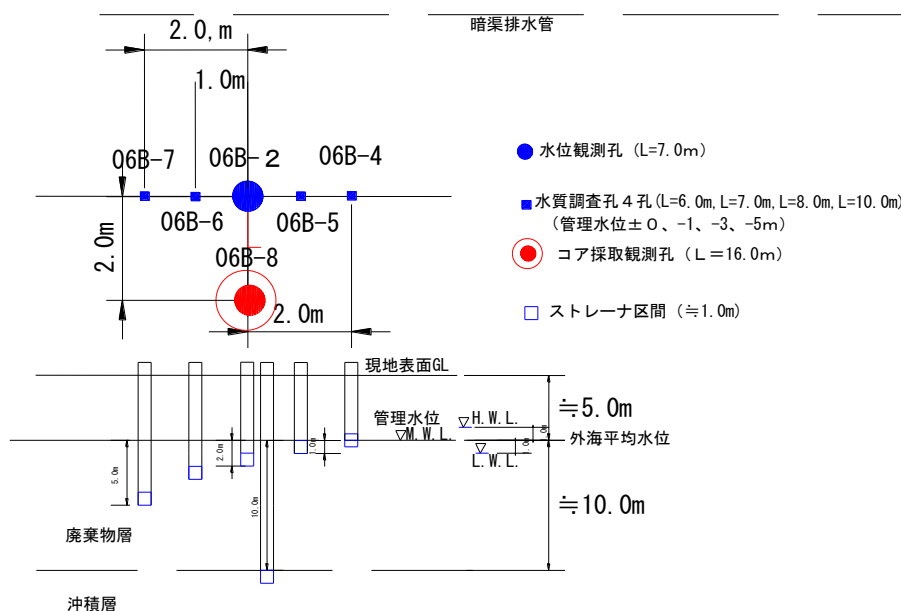 暗渠排水管
2.0,m
1.0m
06B-7
06B-2
06B-4
06B-6
06B-5
2.0m
06B-8
2.0m
水位観測孔 (L=7.0m)
水質調査孔4孔(L=6.0m, L=7.0m, L=8.0m, L=10.0m)
(管理水位±0、-1、-3、-5m)
コア採取観測孔 (L=16.0m)
ストレーナ区間 (≒1.0m)
現地表面GL
≒5.0m
管理水位
M.W.L.
H.W.L.
外海平均水位
L.W.L.
2.0m
1.0m
5.0m
10.0m
≒10.0m
廃棄物層
沖積層